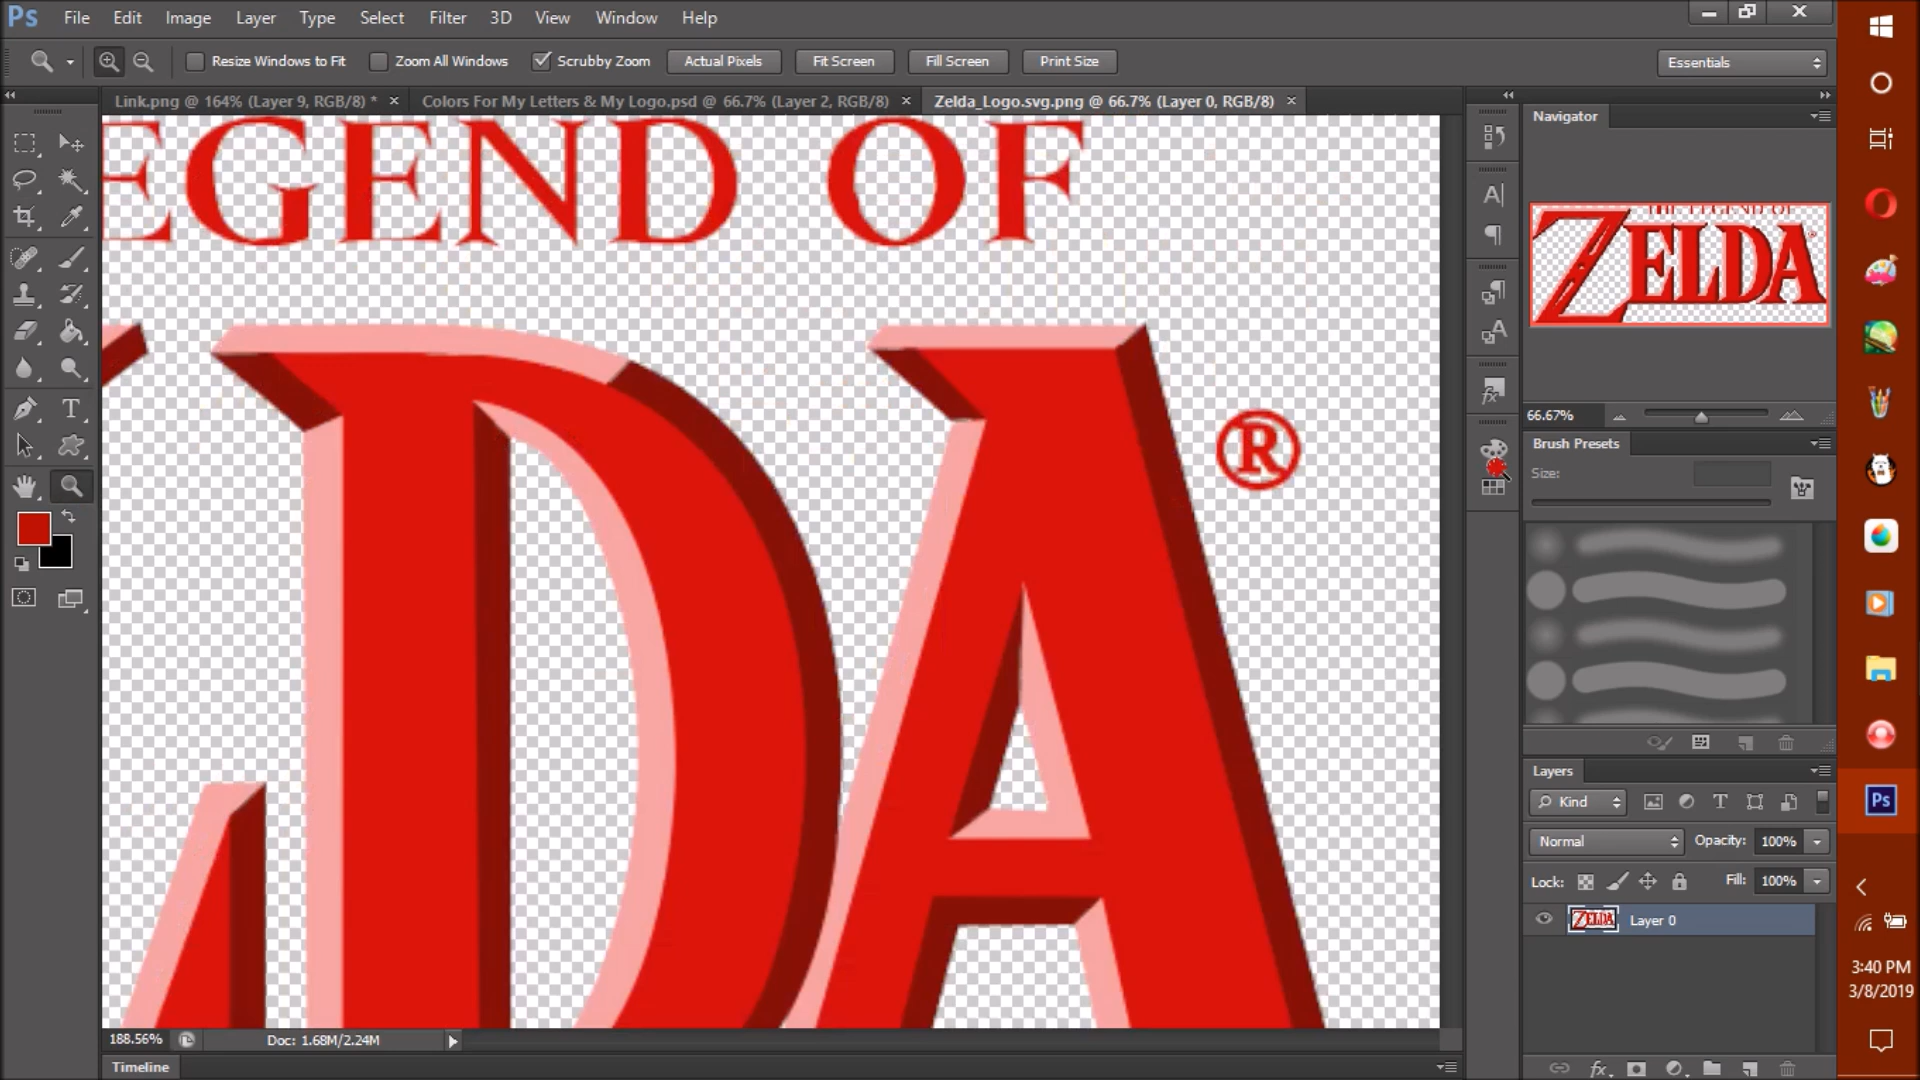 Ps File Edit Image Layer Type Select Filter 3D View Window Help
Resize Windows to Fit Zoom All Windows Scrubby Zoom Actual Pixels Fit Screen Fill Screen Print Size Essentials
Link.png @ 164% (Layer 9, RGB/8) * Colors For My Letters & My Logo.psd @ 66.7% (Layer 2, RGB/8) Zelda_Logo.svg.png @ 66.7% (Layer 0, RGB/8)
Navigator
EGEND OF
DA ®
THE LEGEND OF
ZELDA
66.67%
Brush Presets
Size:
Layers
Kind
Normal Opacity: 100%
Lock: Fill: 100%
ZELDA Layer 0
Ps
3:40 PM
3/8/2019
188.56% Doc: 1.68M/2.24M
Timeline